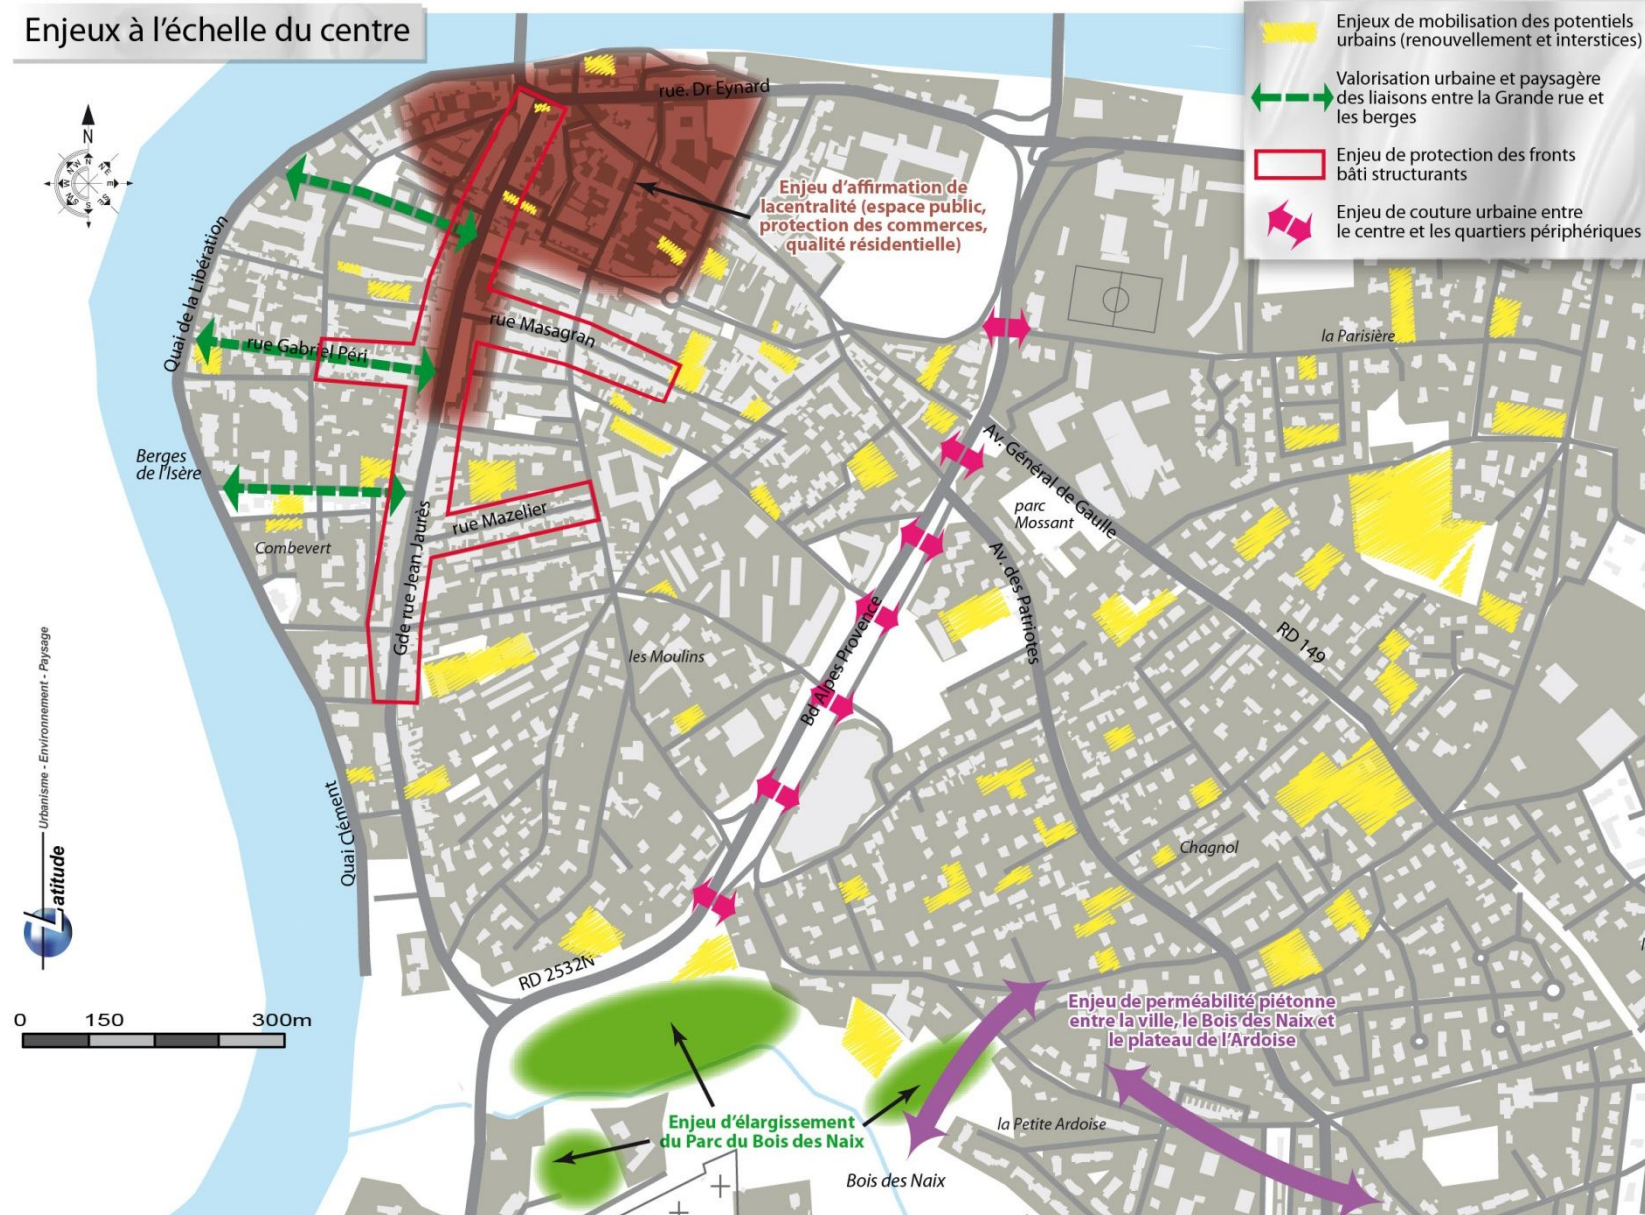 Enjeux à l'échelle du centre
Enjeux de mobilisation des potentiels
urbains (renouvellement et interstices)
Valorisation urbaine et paysagère
des liaisons entre la Grande rue et
les berges
Enjeu de protection des fronts
bâti structurants
Enjeu de couture urbaine entre
le centre et les quartiers périphériques
N
rue. Dr Eynard
Enjeu d'affirmation de
lacentralité (espace public,
protection des commerces,
qualité résidentielle)
Quai de la Libération
rue Masagran
rue Gabriel Péri
la Parisière
Berges
de l'Isère
Av. Général de Gaulle
parc
Mossant
rue Mazelier
Combevert
Gde rue Jean Jaurès
Av. des Patriotes
Bd Alpes Provence
les Moulins
RD 149
Quai Clément
Chagnol
Urbanisme - Environnement - Paysage
Latitude
RD 2532N
0 150 300m
Enjeu de perméabilité piétonne
entre la ville, le Bois des Naix et
le plateau de l'Ardoise
Enjeu d'élargissement
du Parc du Bois des Naix
la Petite Ardoise
Bois des Naix